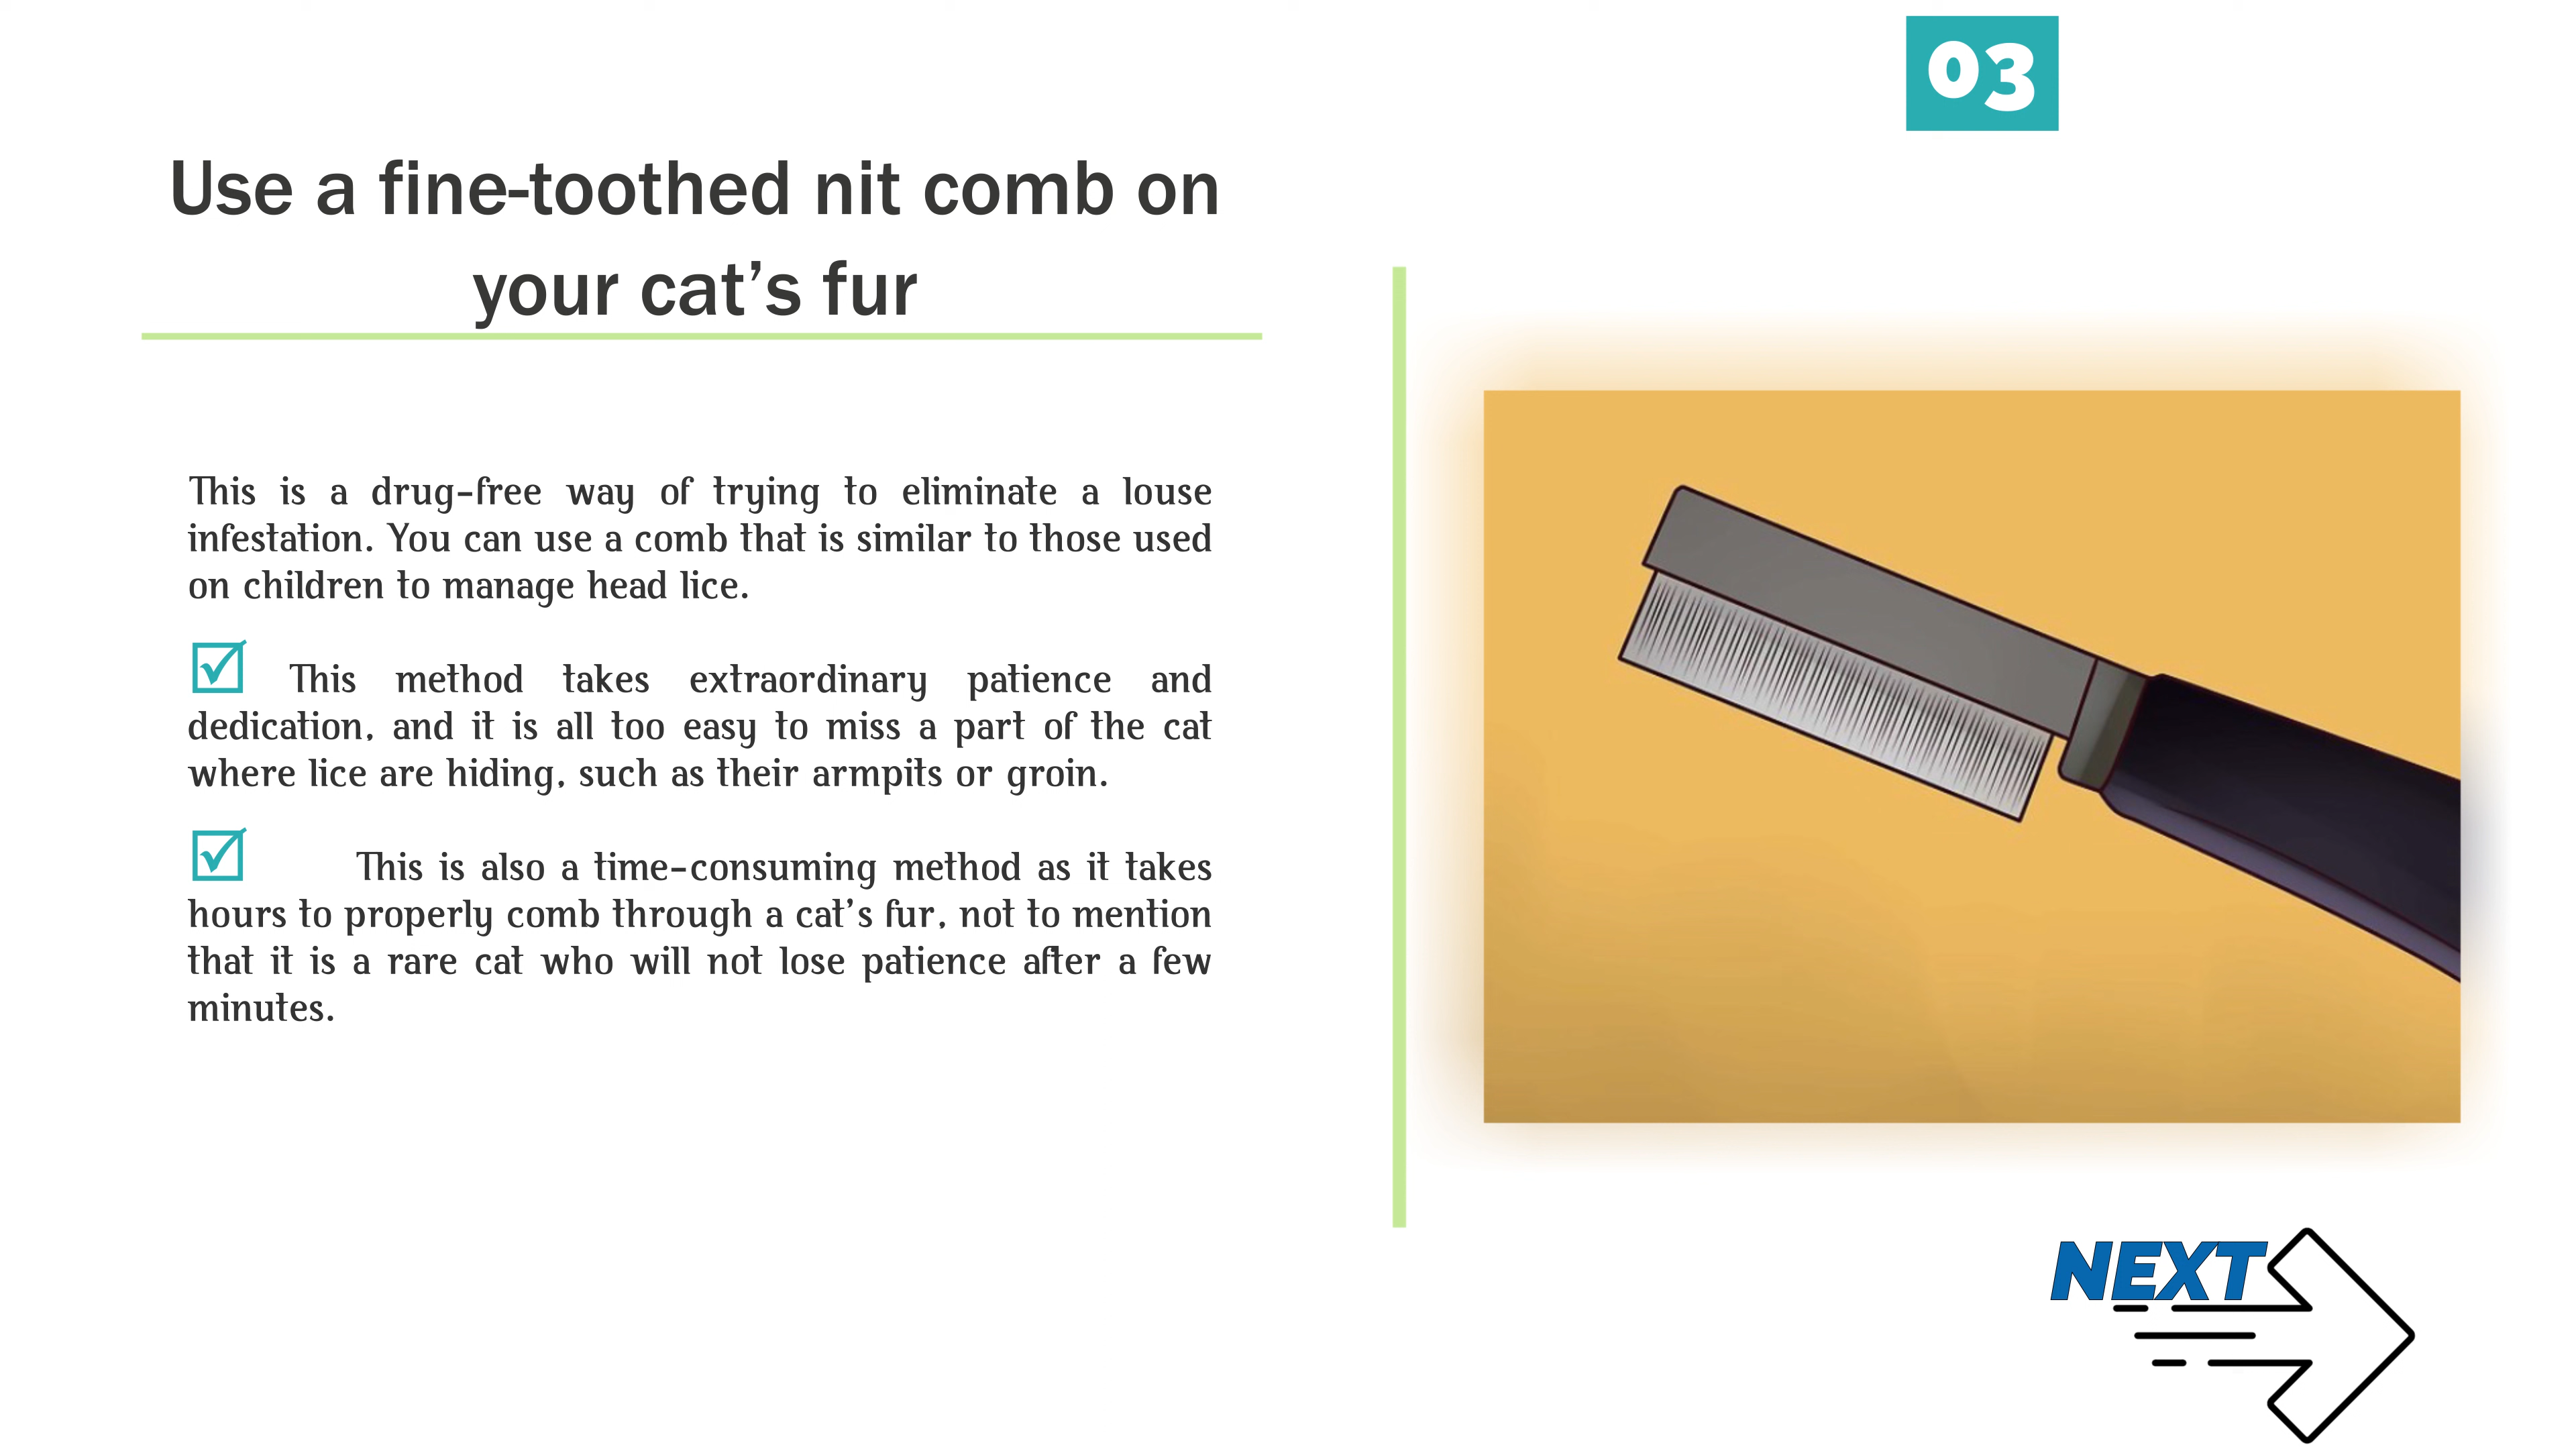 03
Use a fine-toothed nit comb on
your cat’s fur
This is a drug-free way of trying to eliminate a louse
infestation. You can use a comb that is similar to those used
on children to manage head lice.
This method takes extraordinary patience and
dedication, and it is all too easy to miss a part of the cat
where lice are hiding, such as their armpits or groin.
This is also a time-consuming method as it takes
hours to properly comb through a cat’s fur, not to mention
that it is a rare cat who will not lose patience after a few
minutes.
NEXT